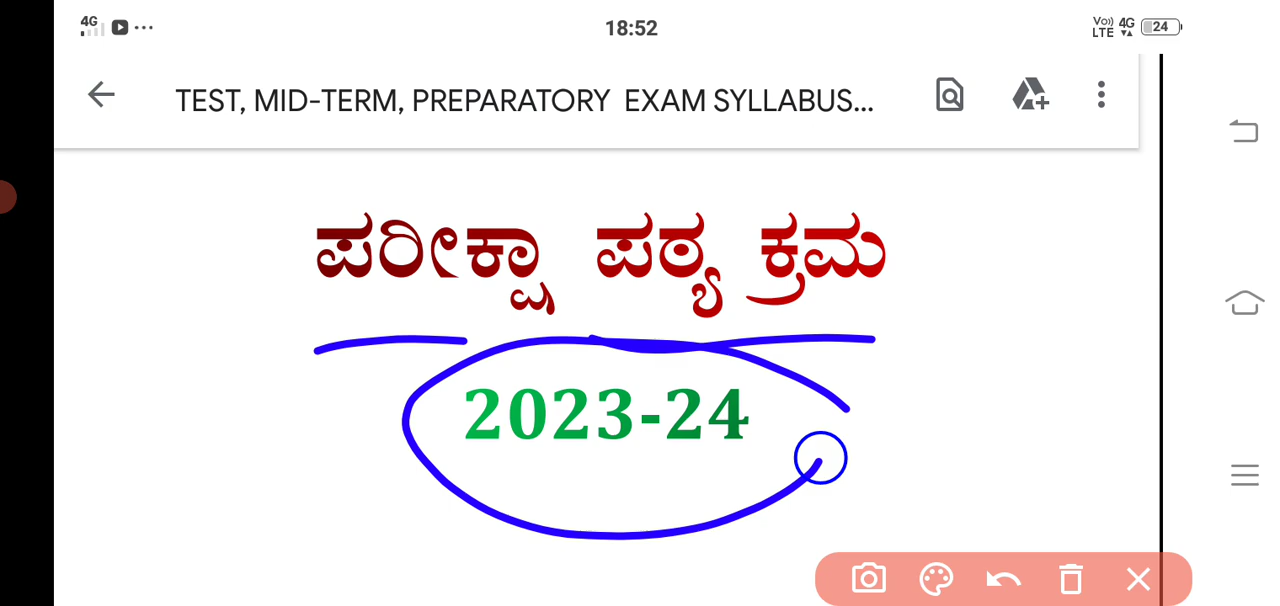 4G 18:52 Vo) LTE 4G 24
TEST, MID-TERM, PREPARATORY EXAM SYLLABUS...
ಪರೀಕ್ಷಾ ಪಠ್ಯ ಕ್ರಮ
2023-24